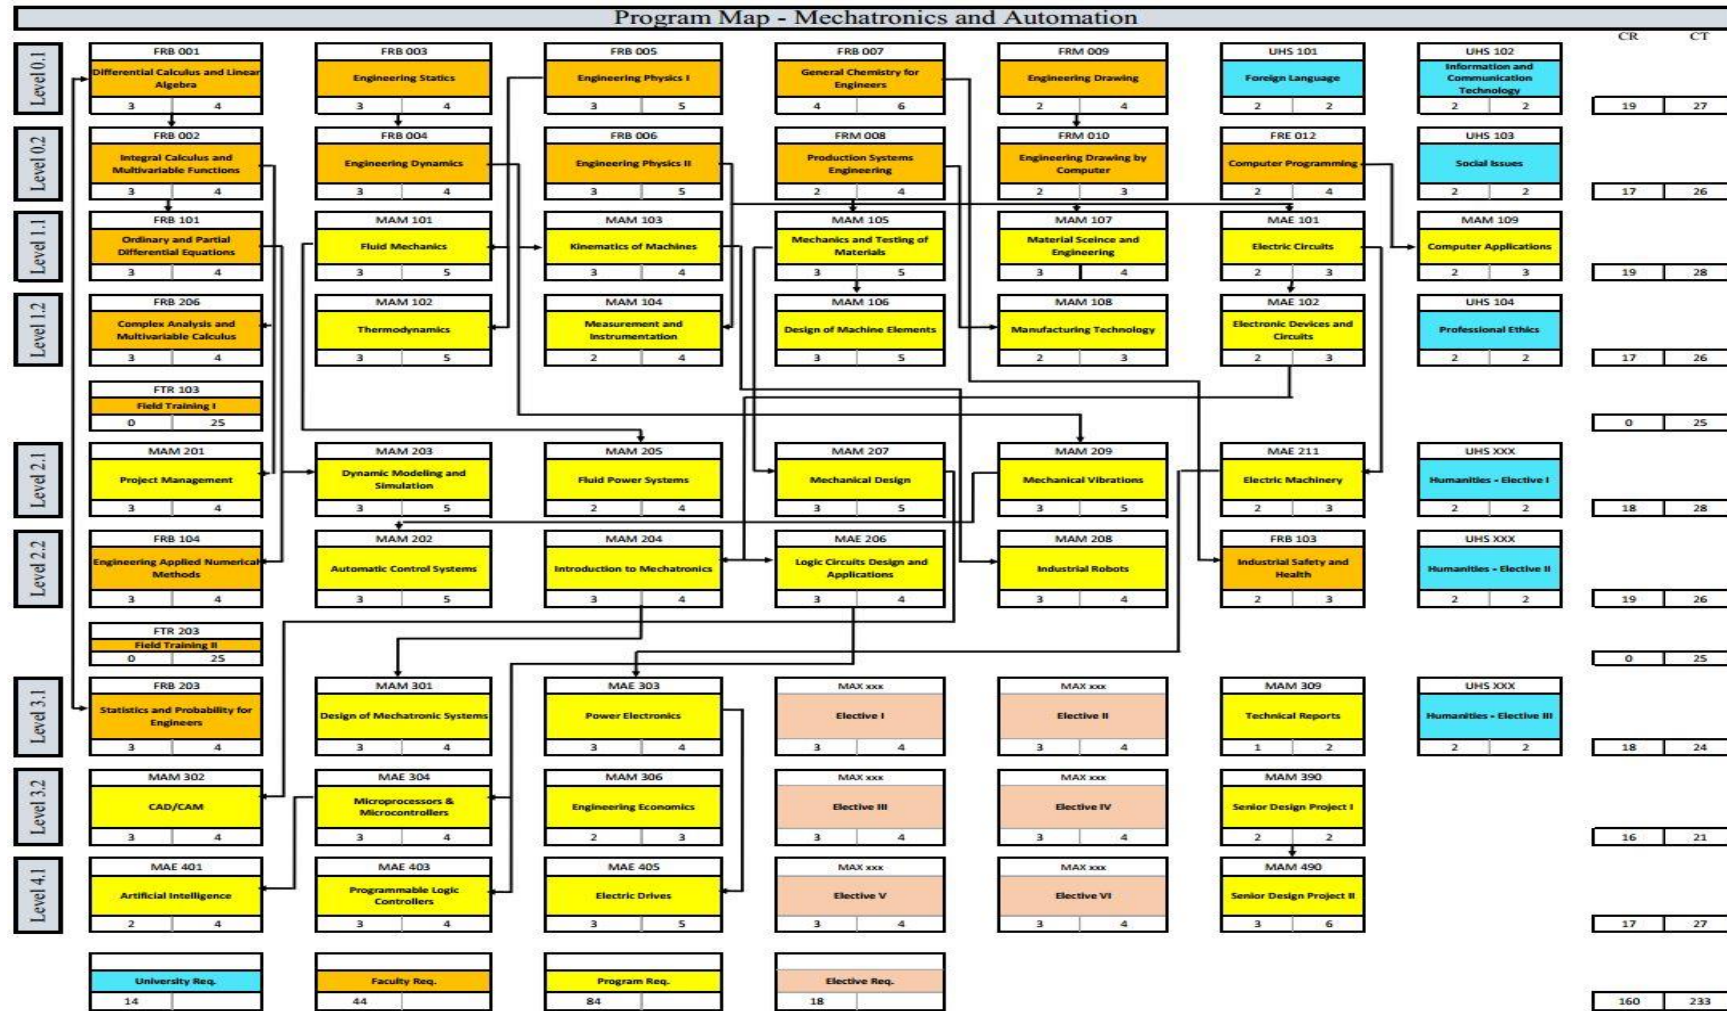 Program Map - Mechatronics and Automation
CR CT
Level 0.1
FRB 001 FRB 003 FRB 005 FRB 007 FRM 009 UHS 101 UHS 102
Differential Calculus and Linear Algebra Engineering Statics Engineering Physics I General Chemistry for Engineers Engineering Drawing Foreign Language Information and Communication Technology
3 4 3 4 3 5 4 6 2 4 2 2 2 2 19 27
Level 0.2
FRB 002 FRB 004 FRB 006 FRM 008 FRM 010 FRE 012 UHS 103
Integral Calculus and Multivariable Functions Engineering Dynamics Engineering Physics II Production Systems Engineering Engineering Drawing by Computer Computer Programming Social Issues
3 4 3 4 3 5 2 4 2 3 2 4 2 2 17 26
Level 1.1
FRB 101 MAM 101 MAM 103 MAM 105 MAM 107 MAE 101 MAM 109
Ordinary and Partial Differential Equations Fluid Mechanics Kinematics of Machines Mechanics and Testing of Materials Material Sceince and Engineering Electric Circuits Computer Applications
3 4 3 5 3 4 3 5 3 4 2 3 2 3 19 28
Level 1.2
FRB 206 MAM 102 MAM 104 MAM 106 MAM 108 MAE 102 UHS 104
Complex Analysis and Multivariable Calculus Thermodynamics Measurement and Instrumentation Design of Machine Elements Manufacturing Technology Electronic Devices and Circuits Professional Ethics
3 4 3 5 2 4 3 5 2 3 2 3 2 2 17 26
FTR 103
Field Training I
0 25 0 25
Level 2.1
MAM 201 MAM 203 MAM 205 MAM 207 MAM 209 MAE 211 UHS XXX
Project Management Dynamic Modeling and Simulation Fluid Power Systems Mechanical Design Mechanical Vibrations Electric Machinery Humanities - Elective I
3 4 3 5 2 4 3 5 3 5 2 3 2 2 18 28
Level 2.2
FRB 104 MAM 202 MAM 204 MAE 206 MAM 208 FRB 103 UHS XXX
Engineering Applied Numerical Methods Automatic Control Systems Introduction to Mechatronics Logic Circuits Design and Applications Industrial Robots Industrial Safety and Health Humanities - Elective II
3 4 3 5 3 4 3 4 3 4 2 3 2 2 19 26
FTR 203
Field Training II
0 25 0 25
Level 3.1
FRB 203 MAM 301 MAE 303 MAX xxx MAX xxx MAM 309 UHS XXX
Statistics and Probability for Engineers Design of Mechatronic Systems Power Electronics Elective I Elective II Technical Reports Humanities - Elective III
3 4 3 4 3 4 3 4 3 4 1 2 2 2 18 24
Level 3.2
MAM 302 MAE 304 MAM 306 MAX xxx MAX xxx MAM 390
CAD/CAM Microprocessors & Microcontrollers Engineering Economics Elective III Elective IV Senior Design Project I
3 4 3 4 2 3 3 4 3 4 2 2 16 21
Level 4.1
MAE 401 MAE 403 MAE 405 MAX xxx MAX xxx MAM 490
Artificial Intelligence Programmable Logic Controllers Electric Drives Elective V Elective VI Senior Design Project II
2 4 3 4 3 5 3 4 3 4 3 6 17 27
University Req. Faculty Req. Program Req. Elective Req.
14 44 84 18 160 233